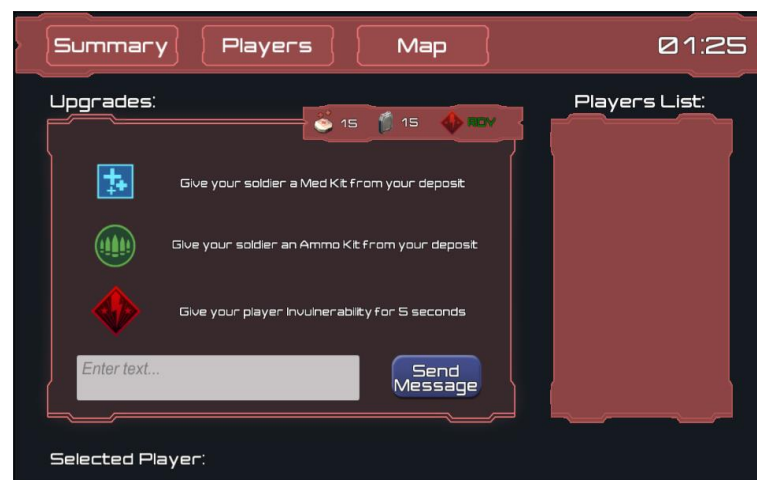 Summary
Players
Map
01:25
Upgrades:
Players List:
15
15
RDY
Give your soldier a Med Kit from your deposit
Give your soldier an Ammo Kit from your deposit
Give your player Invulnerability for 5 seconds
Enter text...
Send
Message
Selected Player: